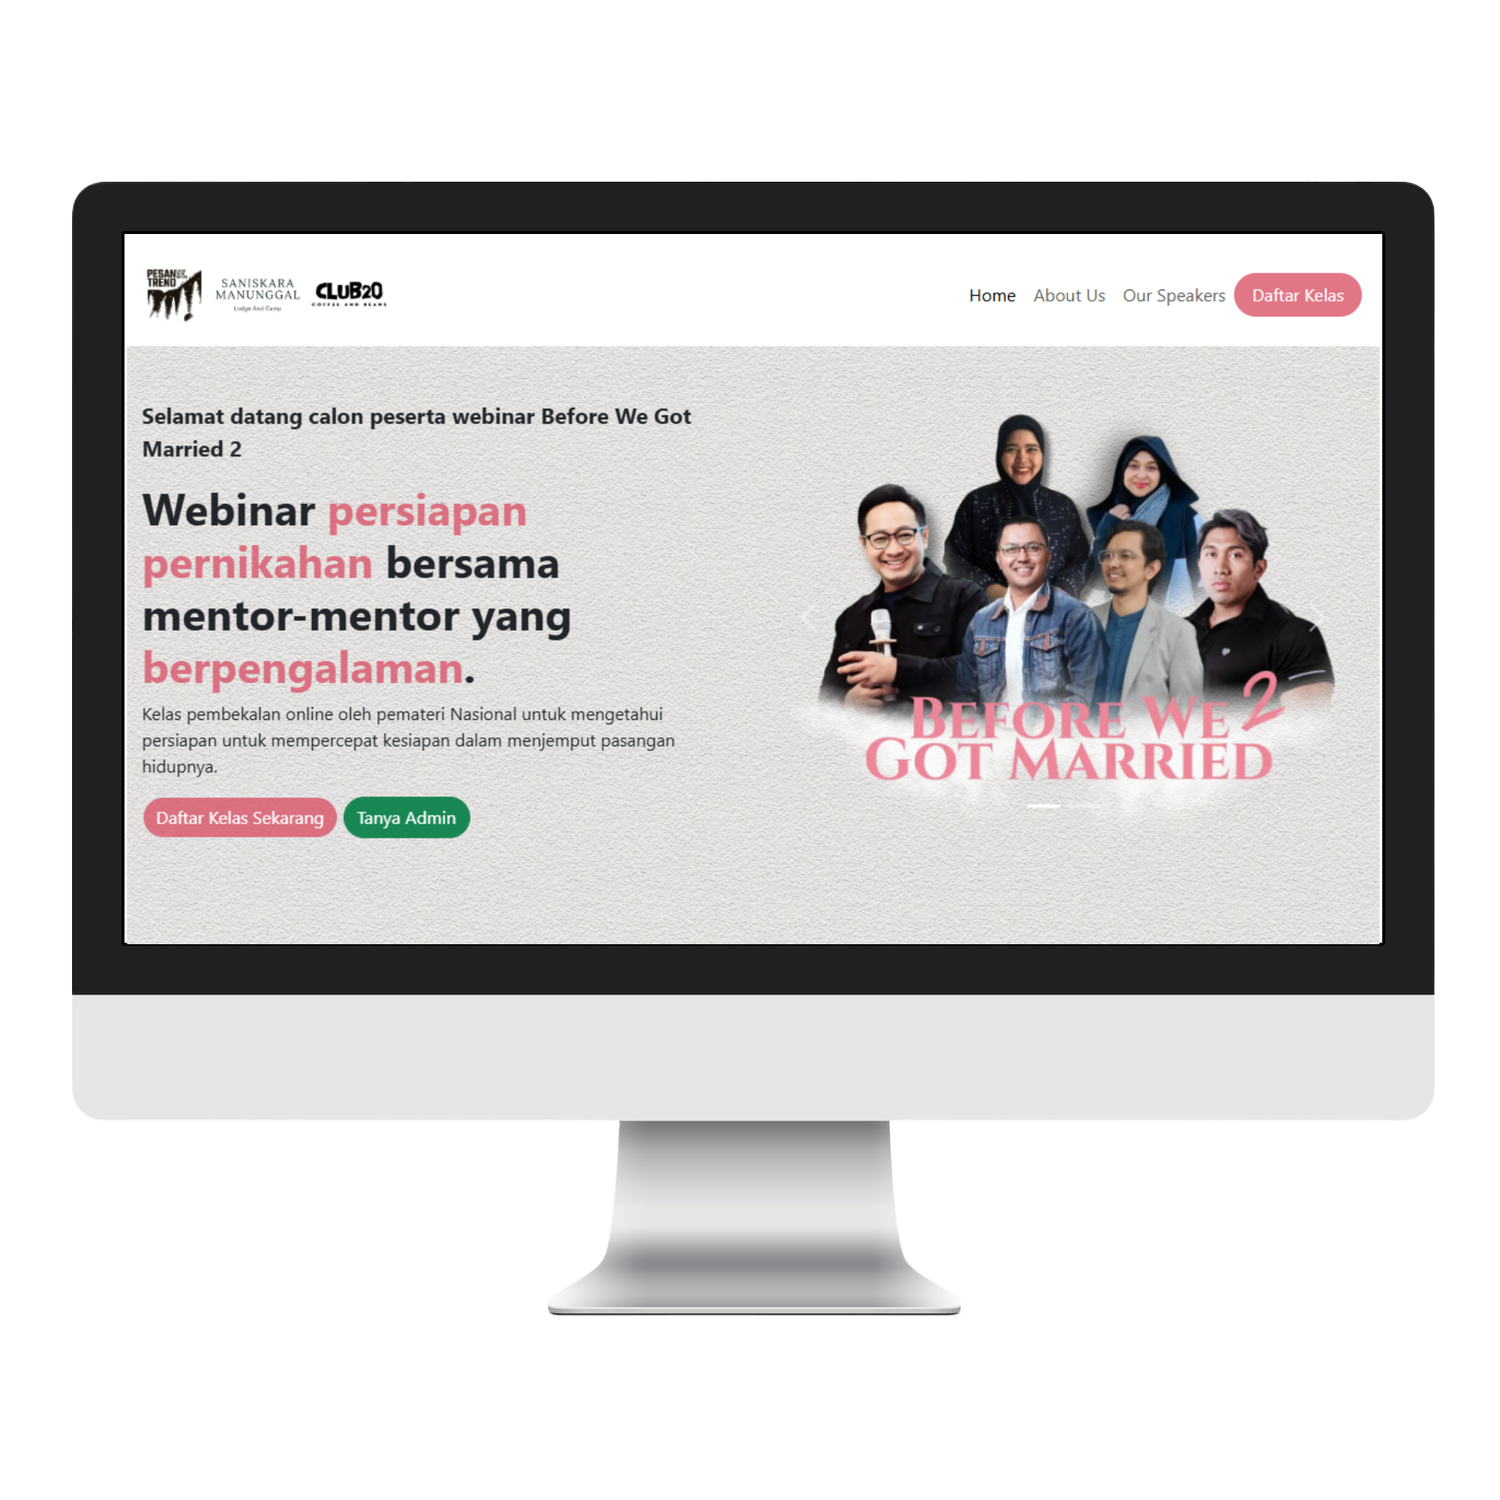 PESAN
TREND
SANISKARA
MANUNGGAL
Lodge And Camp
CLUB20
COFFEE AND BEANS
Home
About Us
Our Speakers
Daftar Kelas
Selamat datang calon peserta webinar Before We Got
Married 2
Webinar persiapan
pernikahan bersama
mentor-mentor yang
berpengalaman.
Kelas pembekalan online oleh pemateri Nasional untuk mengetahui
persiapan untuk mempercepat kesiapan dalam menjemput pasangan
hidupnya.
Daftar Kelas Sekarang
Tanya Admin
BEFORE WE 2
GOT MARRIED